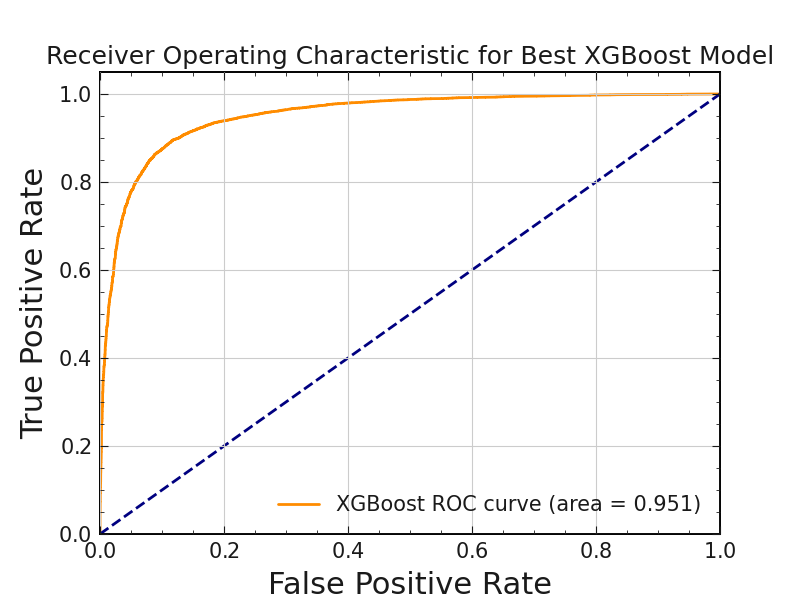 Receiver Operating Characteristic for Best XGBoost Model
1.0
0.8
0.6
0.4
0.2
0.0
True Positive Rate
XGBoost ROC curve (area = 0.951)
0.0 0.2 0.4 0.6 0.8 1.0
False Positive Rate